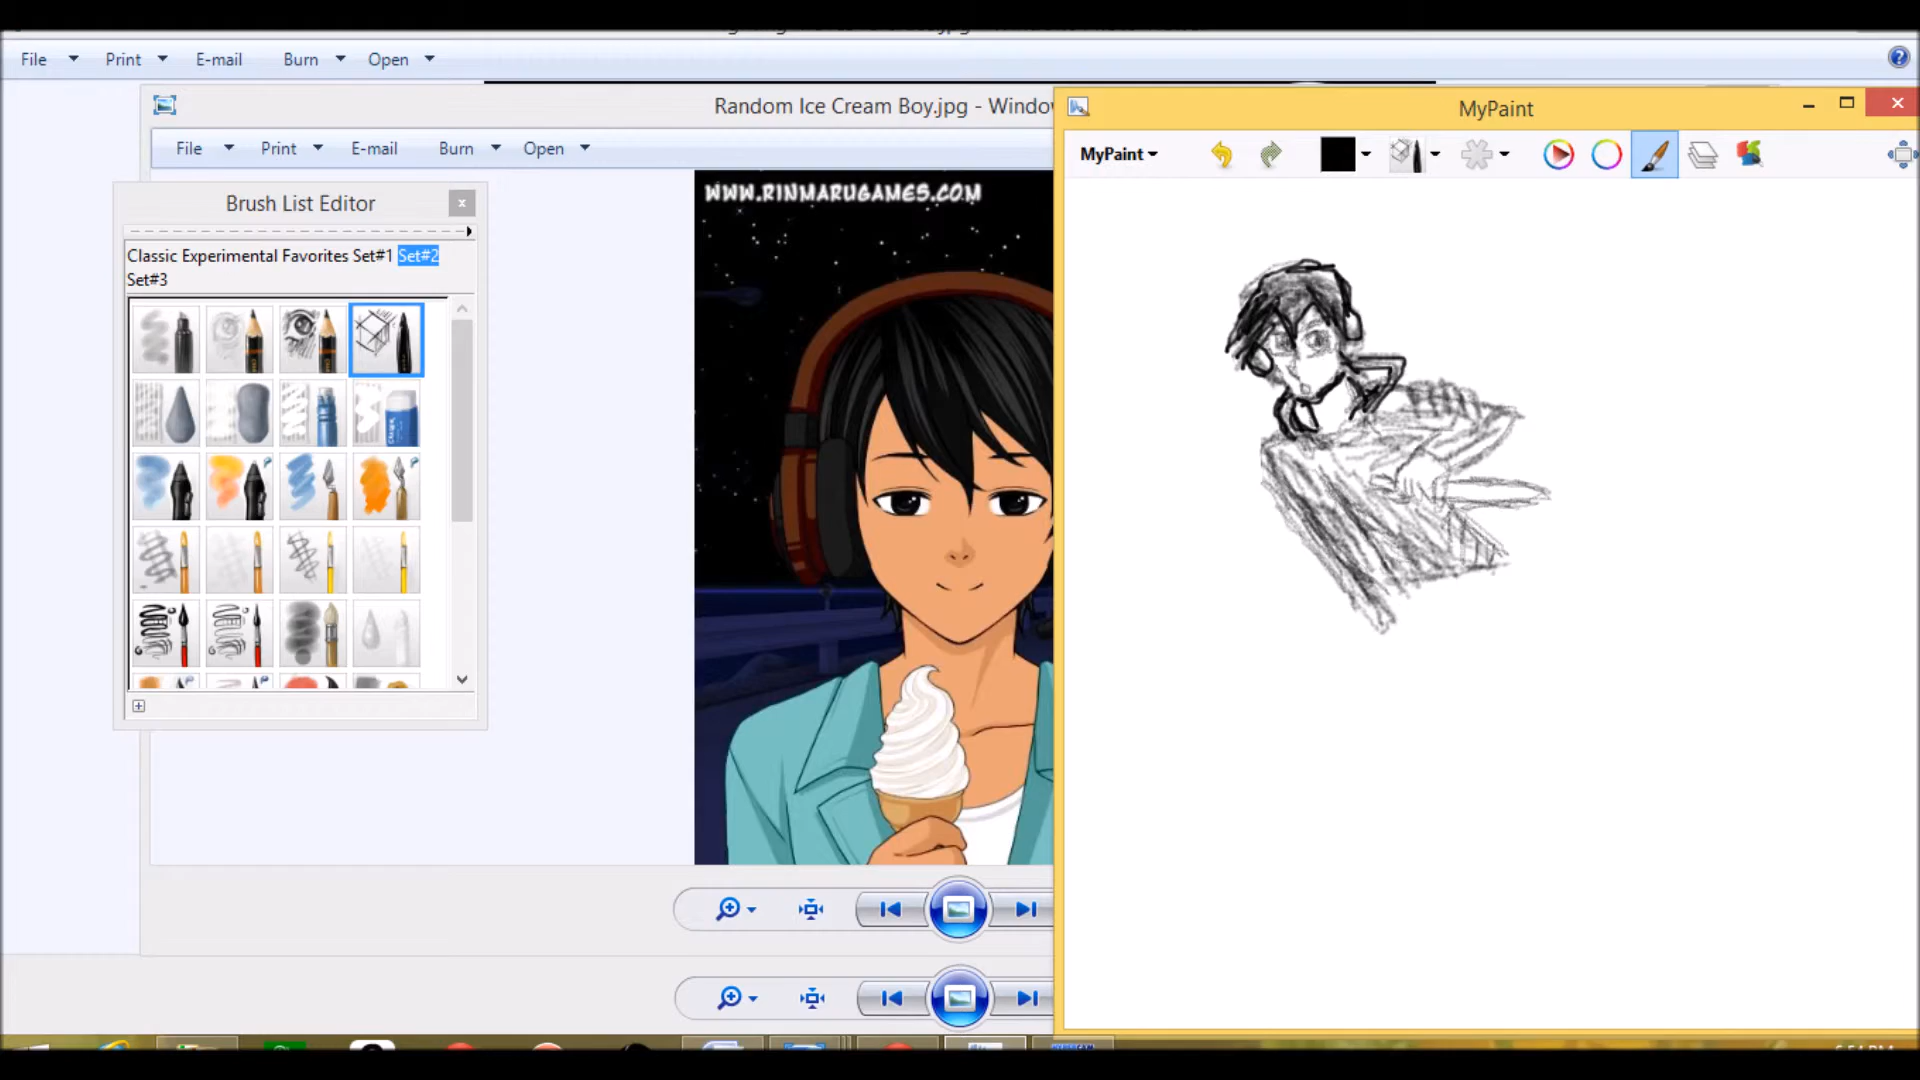 File Print E-mail Burn Open
Random Ice Cream Boy.jpg - Windo
MyPaint
File Print E-mail Burn Open
MyPaint
Brush List Editor
WWW.RINMARUGAMES.COM
Classic Experimental Favorites Set#1 Set#2
Set#3